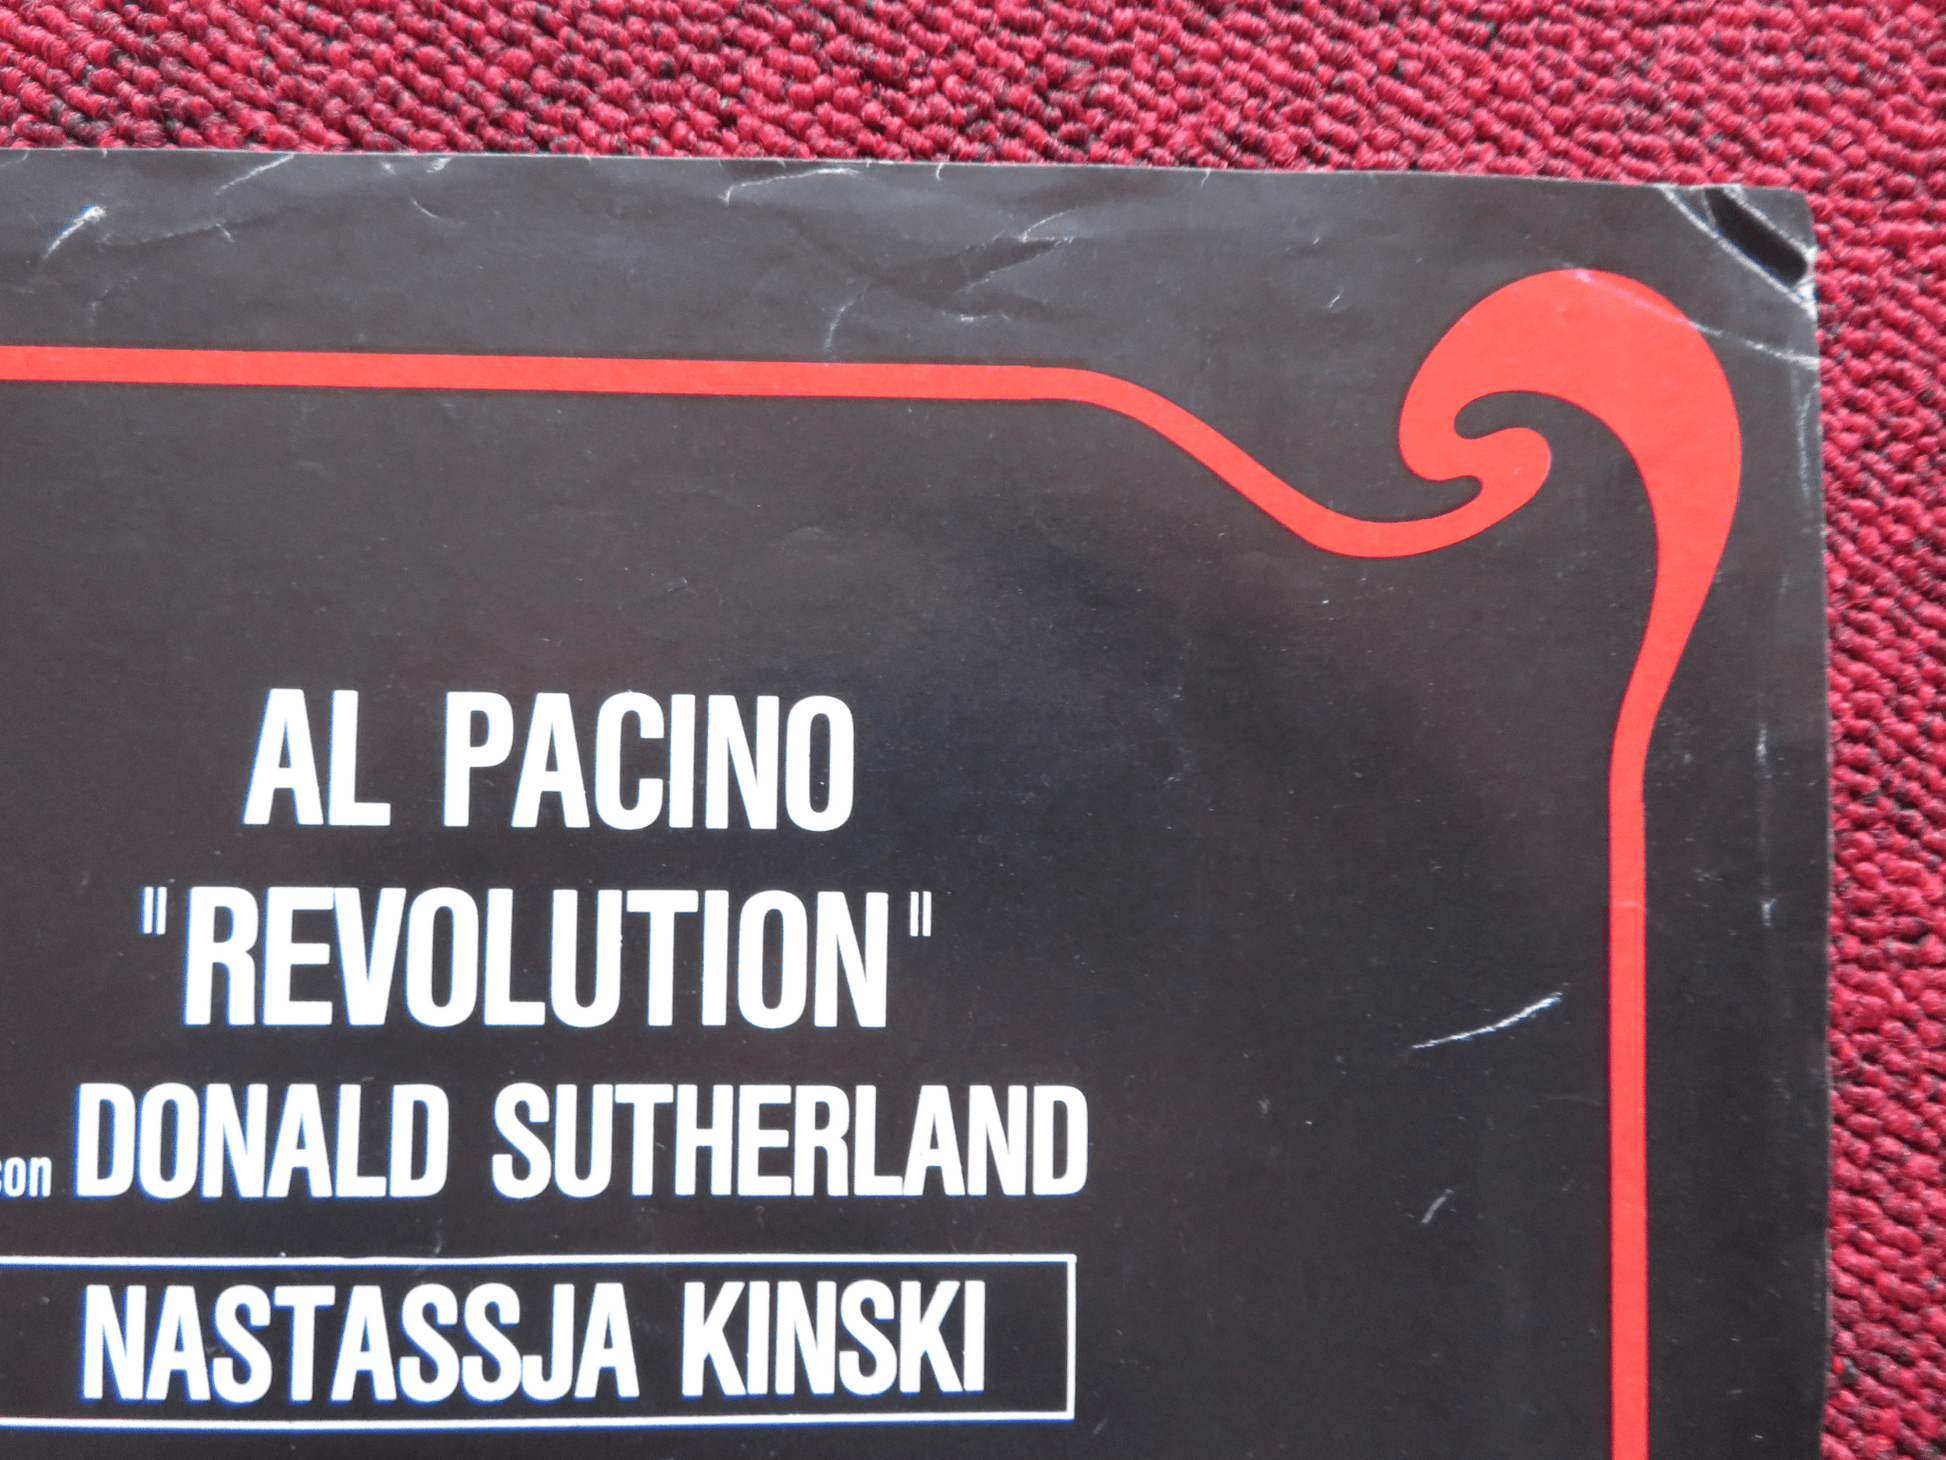 AL PACINO
"REVOLUTION"
con DONALD SUTHERLAND
NASTASSJA KINSKI